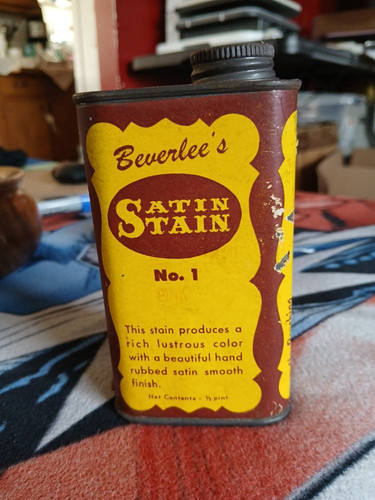 Beverlee's
SATIN
STAIN
No. 1
This stain produces a
rich lustrous color
with a beautiful hand
rubbed satin smooth
finish.
Net Contents - ½ pint